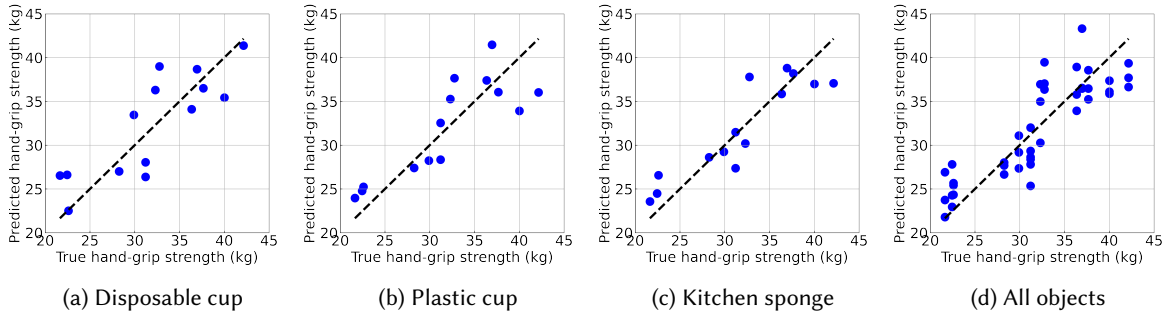 Predicted hand-grip strength (kg)
45
40
35
30
25
20
20 25 30 35 40 45
True hand-grip strength (kg)
(a) Disposable cup
Predicted hand-grip strength (kg)
45
40
35
30
25
20
20 25 30 35 40 45
True hand-grip strength (kg)
(b) Plastic cup
Predicted hand-grip strength (kg)
45
40
35
30
25
20
20 25 30 35 40 45
True hand-grip strength (kg)
(c) Kitchen sponge
Predicted hand-grip strength (kg)
45
40
35
30
25
20
20 25 30 35 40 45
True hand-grip strength (kg)
(d) All objects